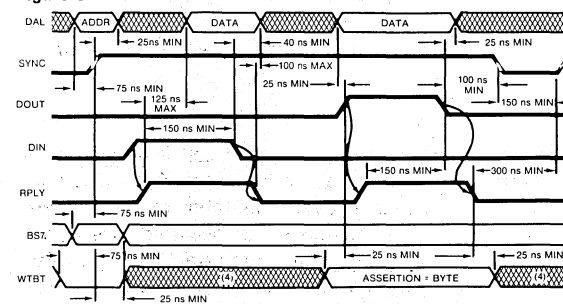 DAL ADDR DATA DATA
25ns MIN 40 ns MIN 25 ns MIN
SYNC
100 ns MAX
75 ns MIN 25 ns MIN 100 ns MIN
125 ns MAX 150 ns MIN
DOUT
150 ns MIN
DIN
150 ns MIN 300 ns MIN
RPLY
75 ns MIN
BS7
75 ns MIN 25 ns MIN 25 ns MIN
WTBT (4) ASSERTION = BYTE (4)
25 ns MIN